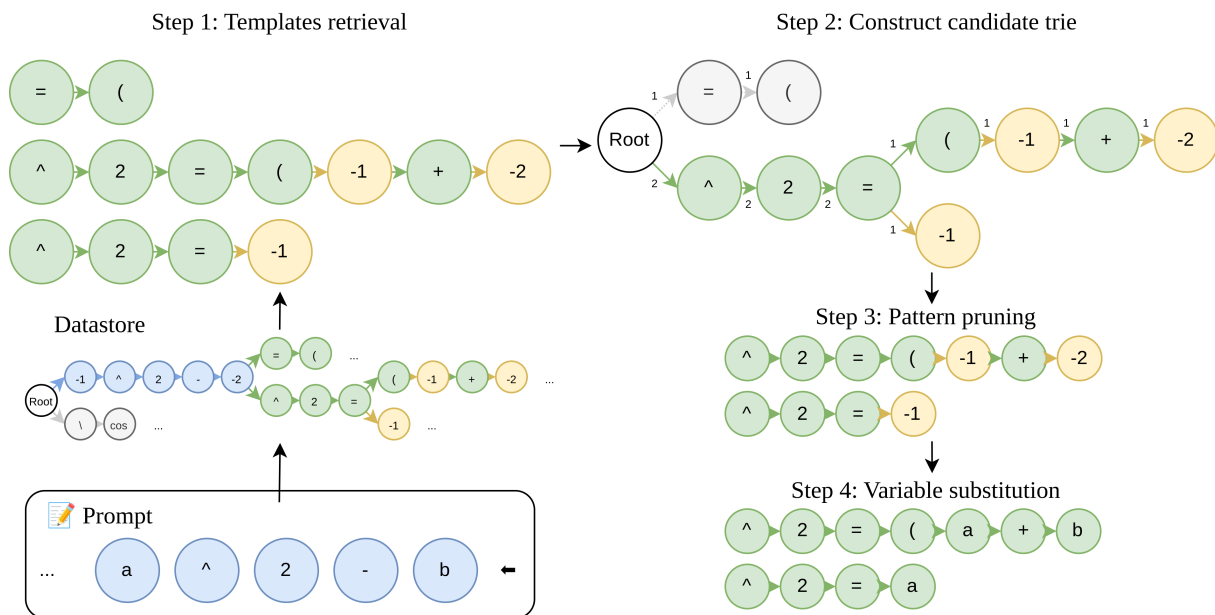 Step 1: Templates retrieval
= (
^ 2 = ( -1 + -2
^ 2 = -1
Datastore
= ( ...
-1 ^ 2 - -2 ( -1 + -2 ...
Root ^ 2 =
\ cos ... -1 ...
📝 Prompt
... a ^ 2 - b ⬅
Step 2: Construct candidate trie
1 = 1 (
Root 1 ( 1 -1 1 + 1 -2
2 ^ 2 2 2 =
1 -1
Step 3: Pattern pruning
^ 2 = ( -1 + -2
^ 2 = -1
Step 4: Variable substitution
^ 2 = ( a + b
^ 2 = a